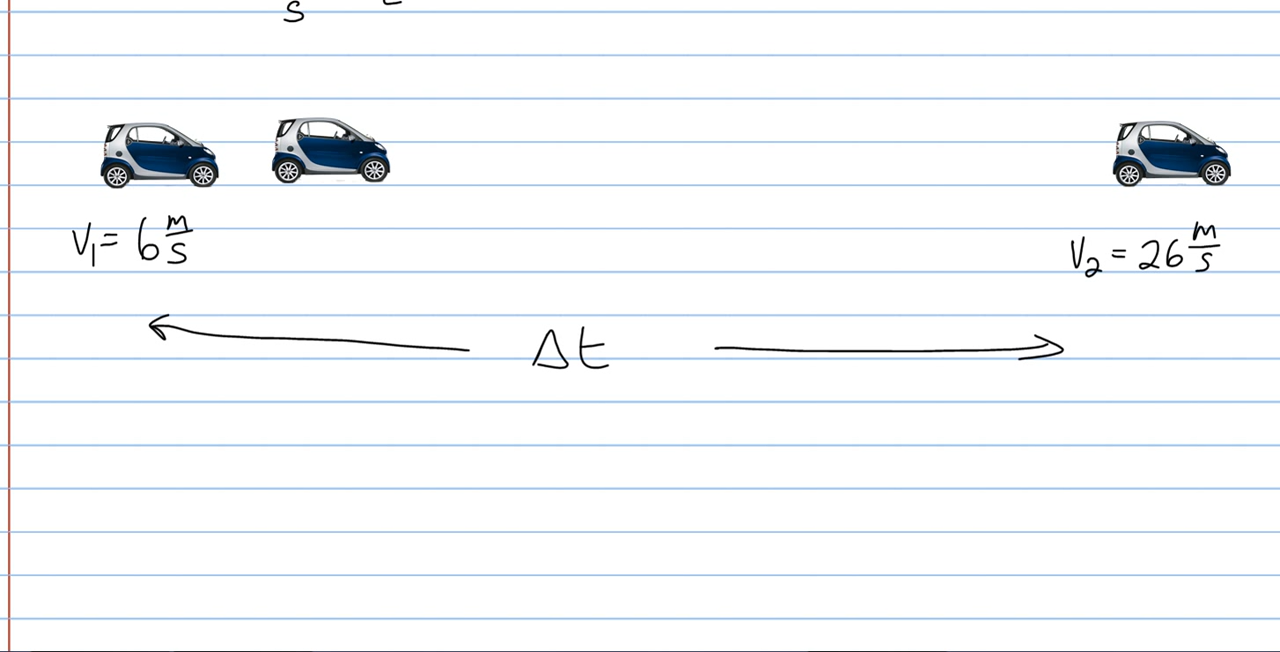 s
V₁ = 6 m/s
V₂ = 26 m/s
Δt